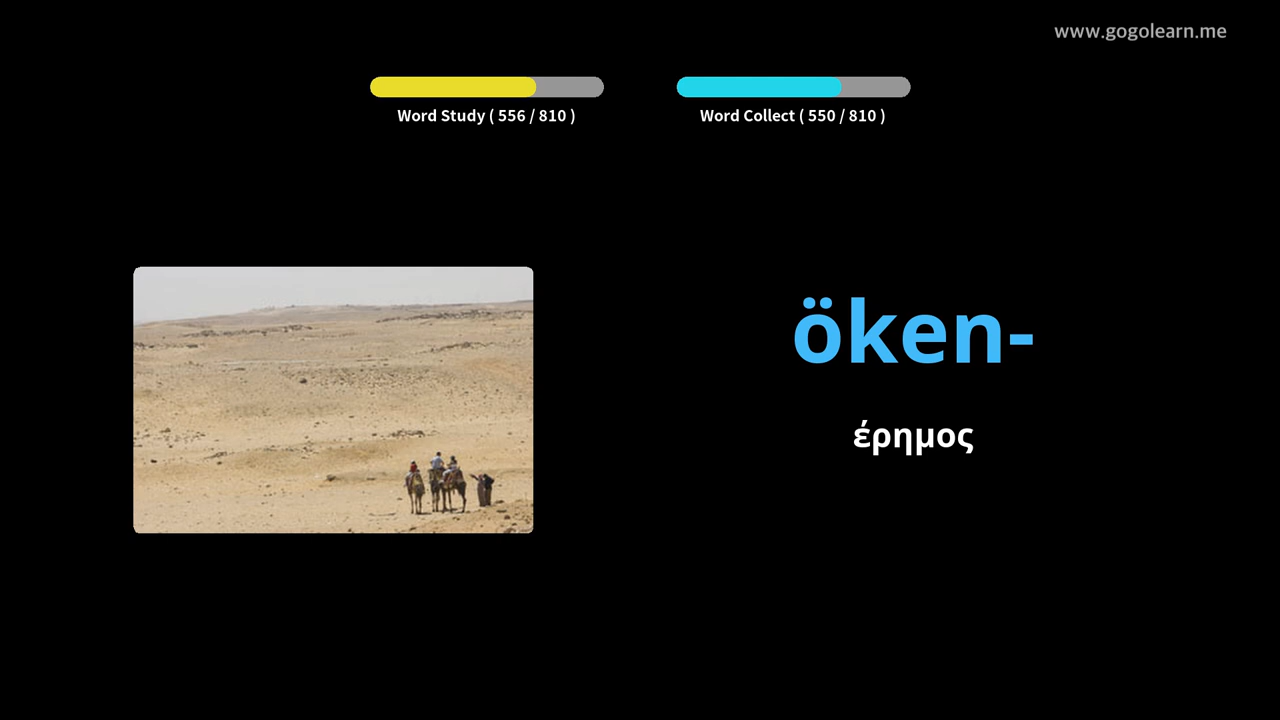 www.gogolearn.me
Word Study ( 556 / 810 )
Word Collect ( 550 / 810 )
öken-
έρημος